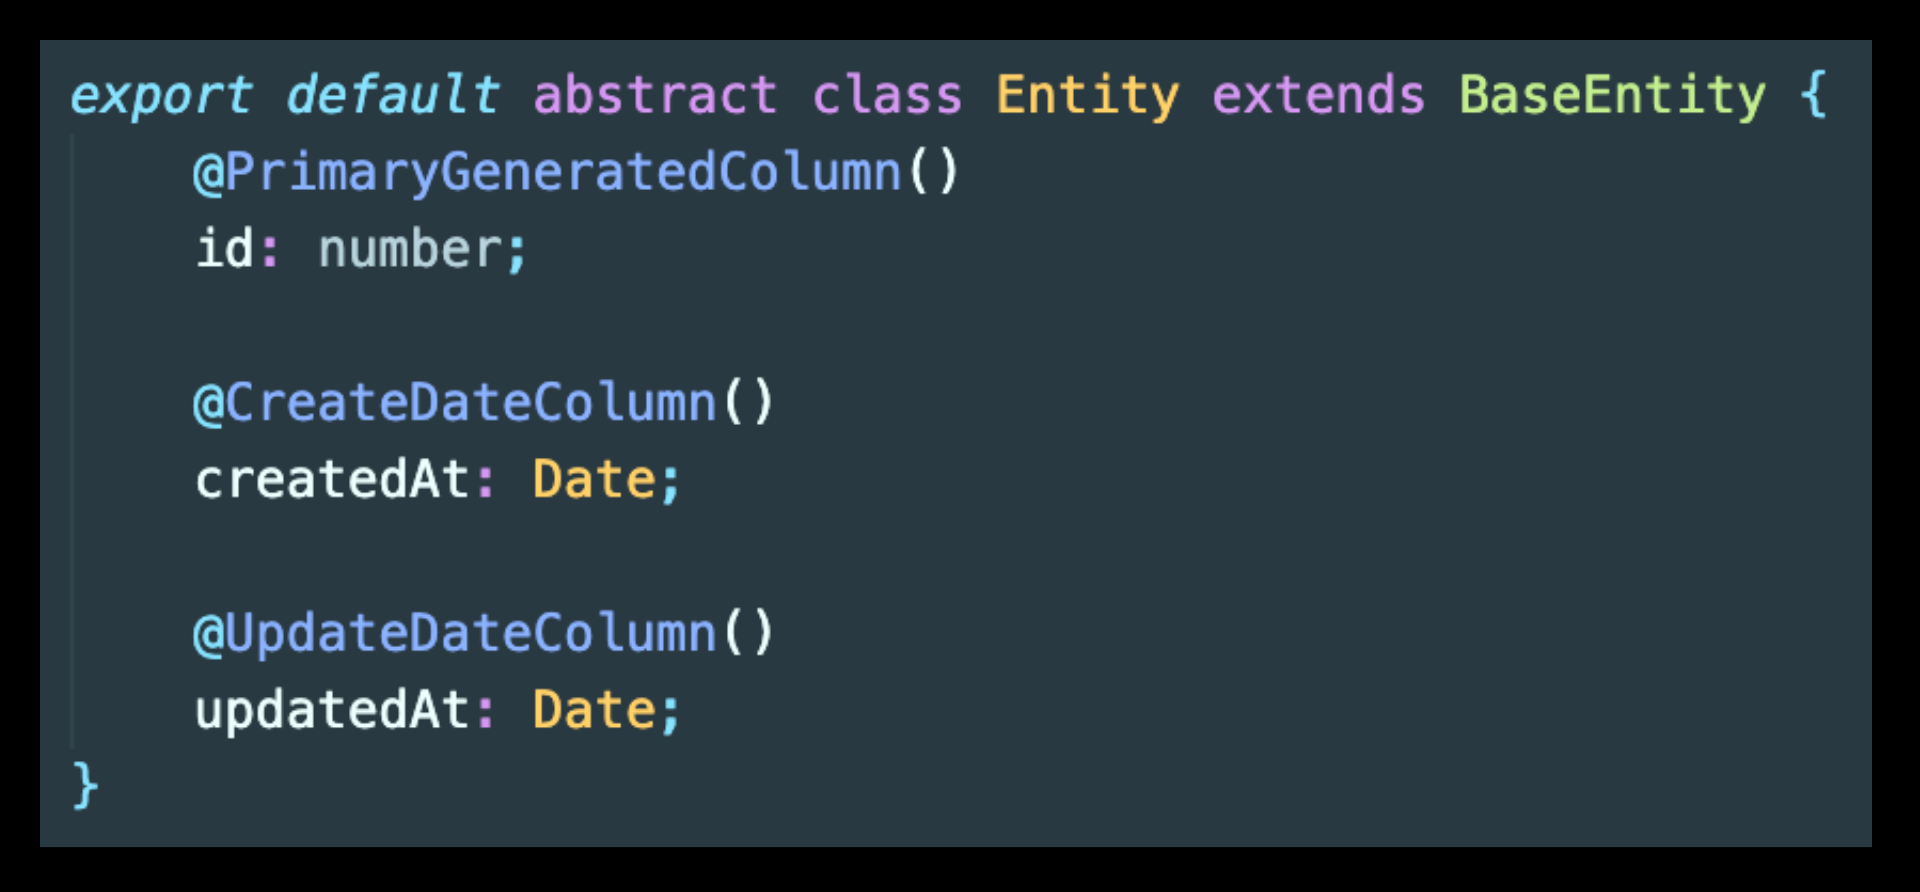 export default abstract class Entity extends BaseEntity {
@PrimaryGeneratedColumn()
id: number;
@CreateDateColumn()
createdAt: Date;
@UpdateDateColumn()
updatedAt: Date;
}